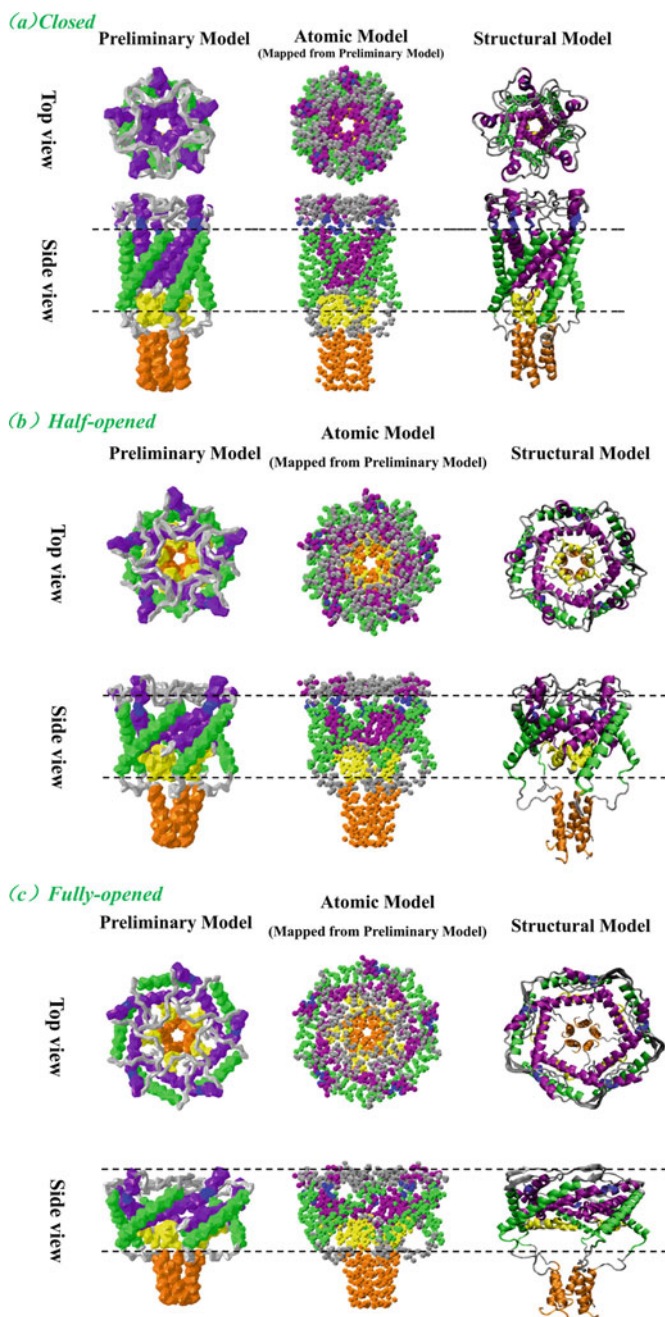 (a)Closed
Preliminary Model
Atomic Model
(Mapped from Preliminary Model)
Structural Model
Top view
Side view
(b) Half-opened
Preliminary Model
Atomic Model
(Mapped from Preliminary Model)
Structural Model
Top view
Side view
(c) Fully-opened
Preliminary Model
Atomic Model
(Mapped from Preliminary Model)
Structural Model
Top view
Side view